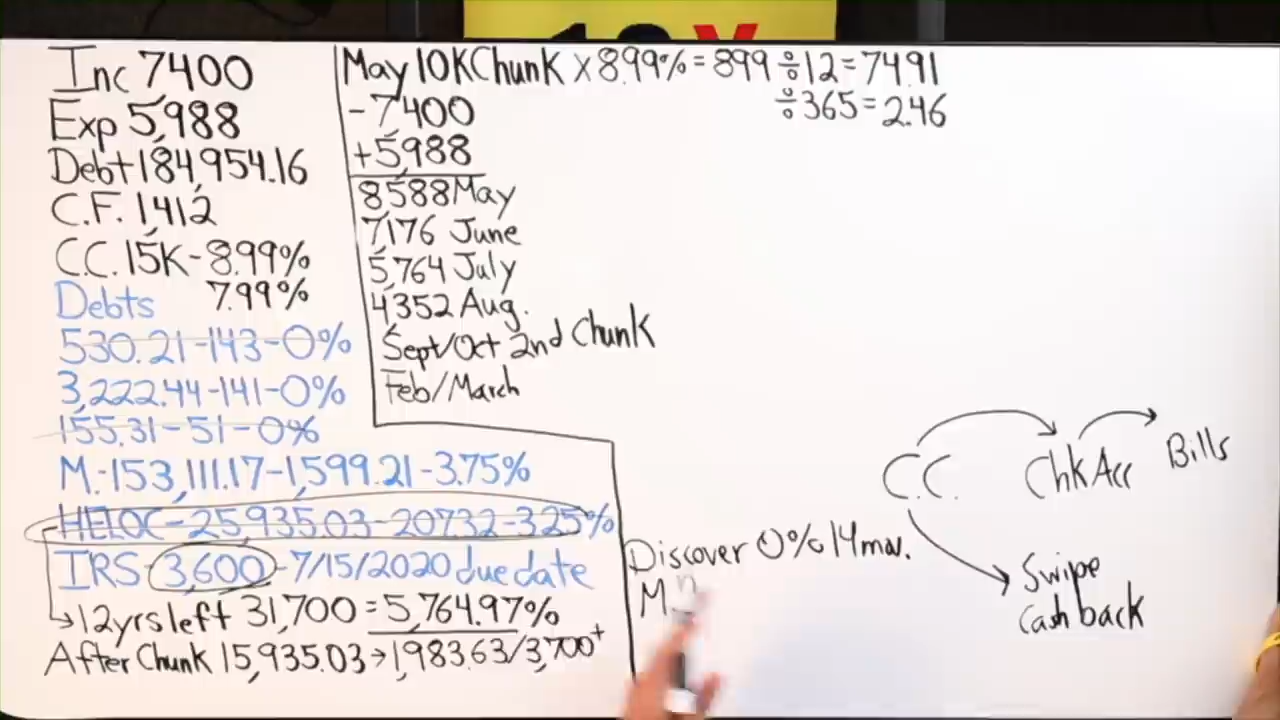 Inc 7400
Exp 5,988
Debt 184,954.16
C.F. 1412
C.C. 15K - 8.99%
7.99%
Debts
530.21-143-0%
3,222.44-141-0%
155.31-51-0%
M.-153,111.17-1,599.21-3.75%
HELOC-25,935.03-207.32-3.25%
IRS-3,600-7/15/2020 due date
→12yrs left 31,700 = 5,764.97%
After Chunk 15,935.03→1,983.63/3,700+
May 10K Chunk x 8.99% = 899 ÷ 12 = 74.91
÷ 365 = 2.46
- 7400
+5,988
8588 May
7,176 June
5,764 July
4352 Aug.
Sept/Oct 2nd Chunk
Feb/March
C.C. Chk Acc Bills
Swipe
Cash back
Discover 0% 14 mo.
M.